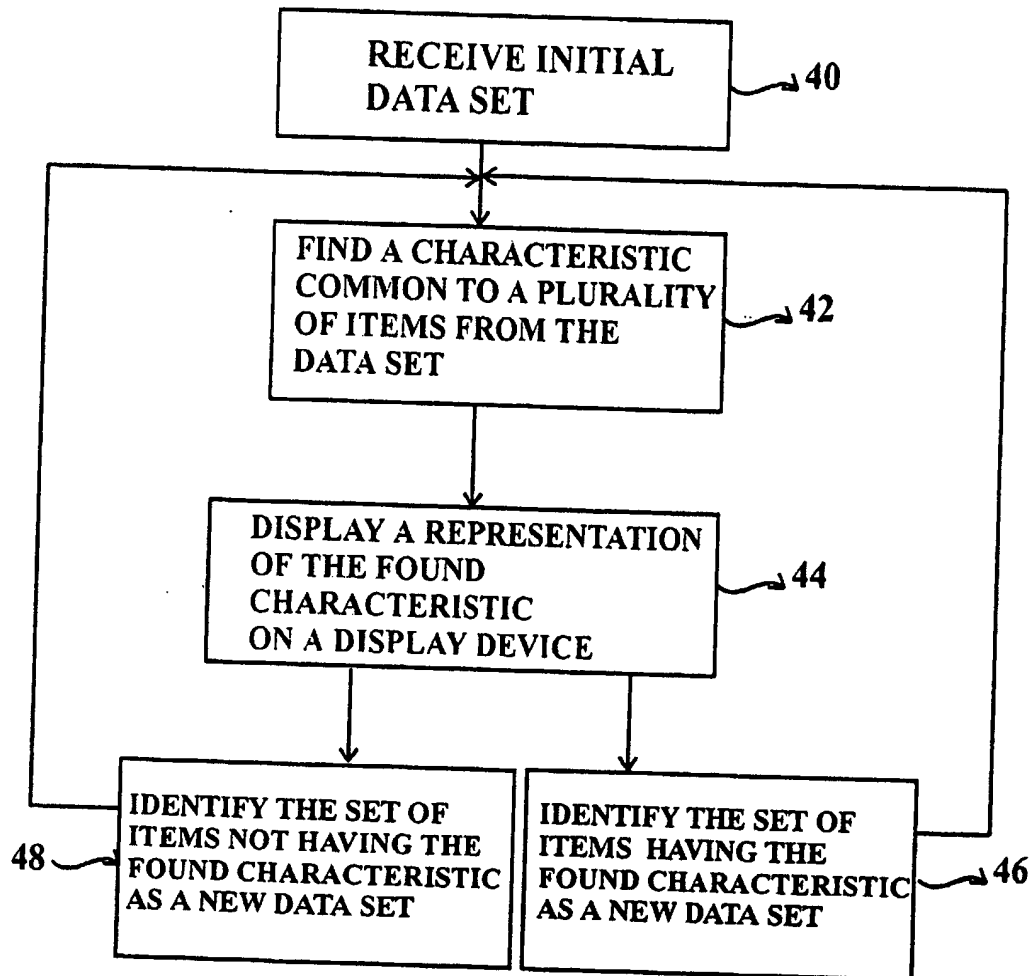 RECEIVE INITIAL
DATA SET
40
FIND A CHARACTERISTIC
COMMON TO A PLURALITY
OF ITEMS FROM THE
DATA SET
42
DISPLAY A REPRESENTATION
OF THE FOUND
CHARACTERISTIC
ON A DISPLAY DEVICE
44
IDENTIFY THE SET OF
ITEMS NOT HAVING THE
FOUND CHARACTERISTIC
AS A NEW DATA SET
48
IDENTIFY THE SET OF
ITEMS HAVING THE
FOUND CHARACTERISTIC
AS A NEW DATA SET
46